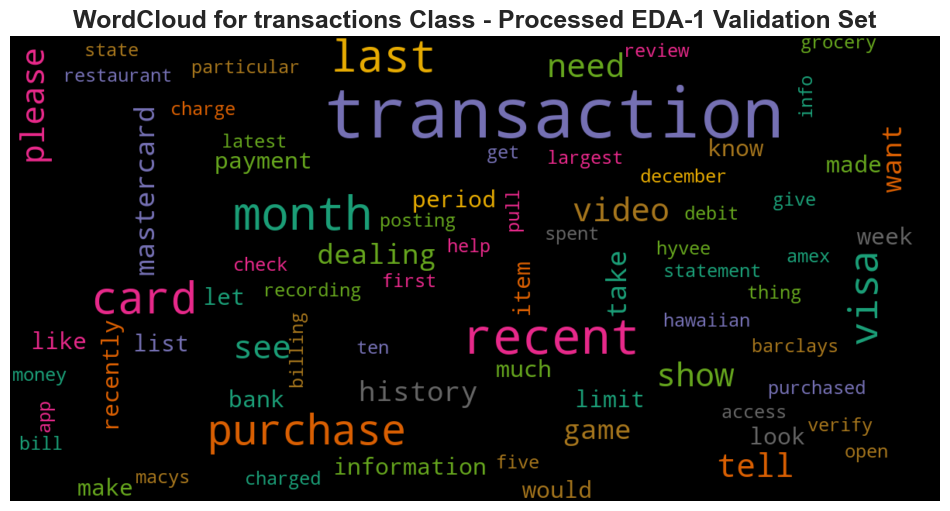 WordCloud for transactions Class - Processed EDA-1 Validation Set
state
please
restaurant
particular
last
need
review
grocery
charge
transaction
info
mastercard
latest
payment
get
largest
know
made
want
december
period
pull
video
debit
give
month
posting
spent
week
dealing
help
hyvee
check
first
item
take
statement
amex
visa
card
let
recording
thing
like
recently
list
see
billing
ten
recent
hawaiian
barclays
money
app
bank
history
much
limit
show
purchased
access
verify
bill
purchase
game
look
open
make
macys
charged
information
five
would
tell